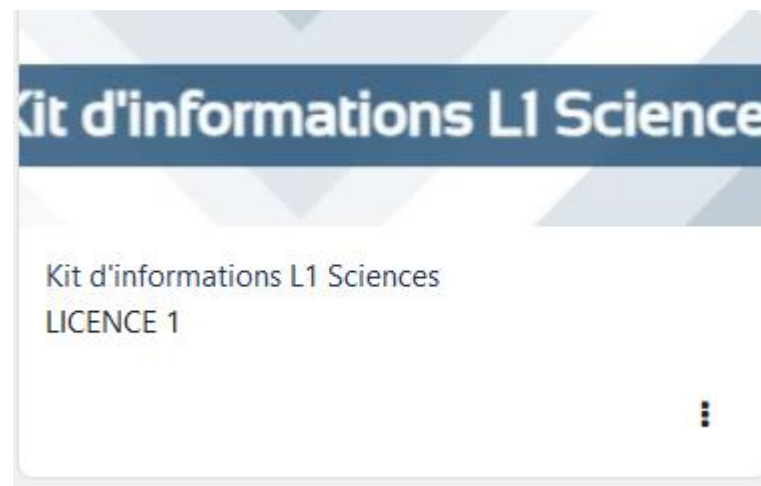 Kit d'informations L1 Science
Kit d'informations L1 Sciences
LICENCE 1